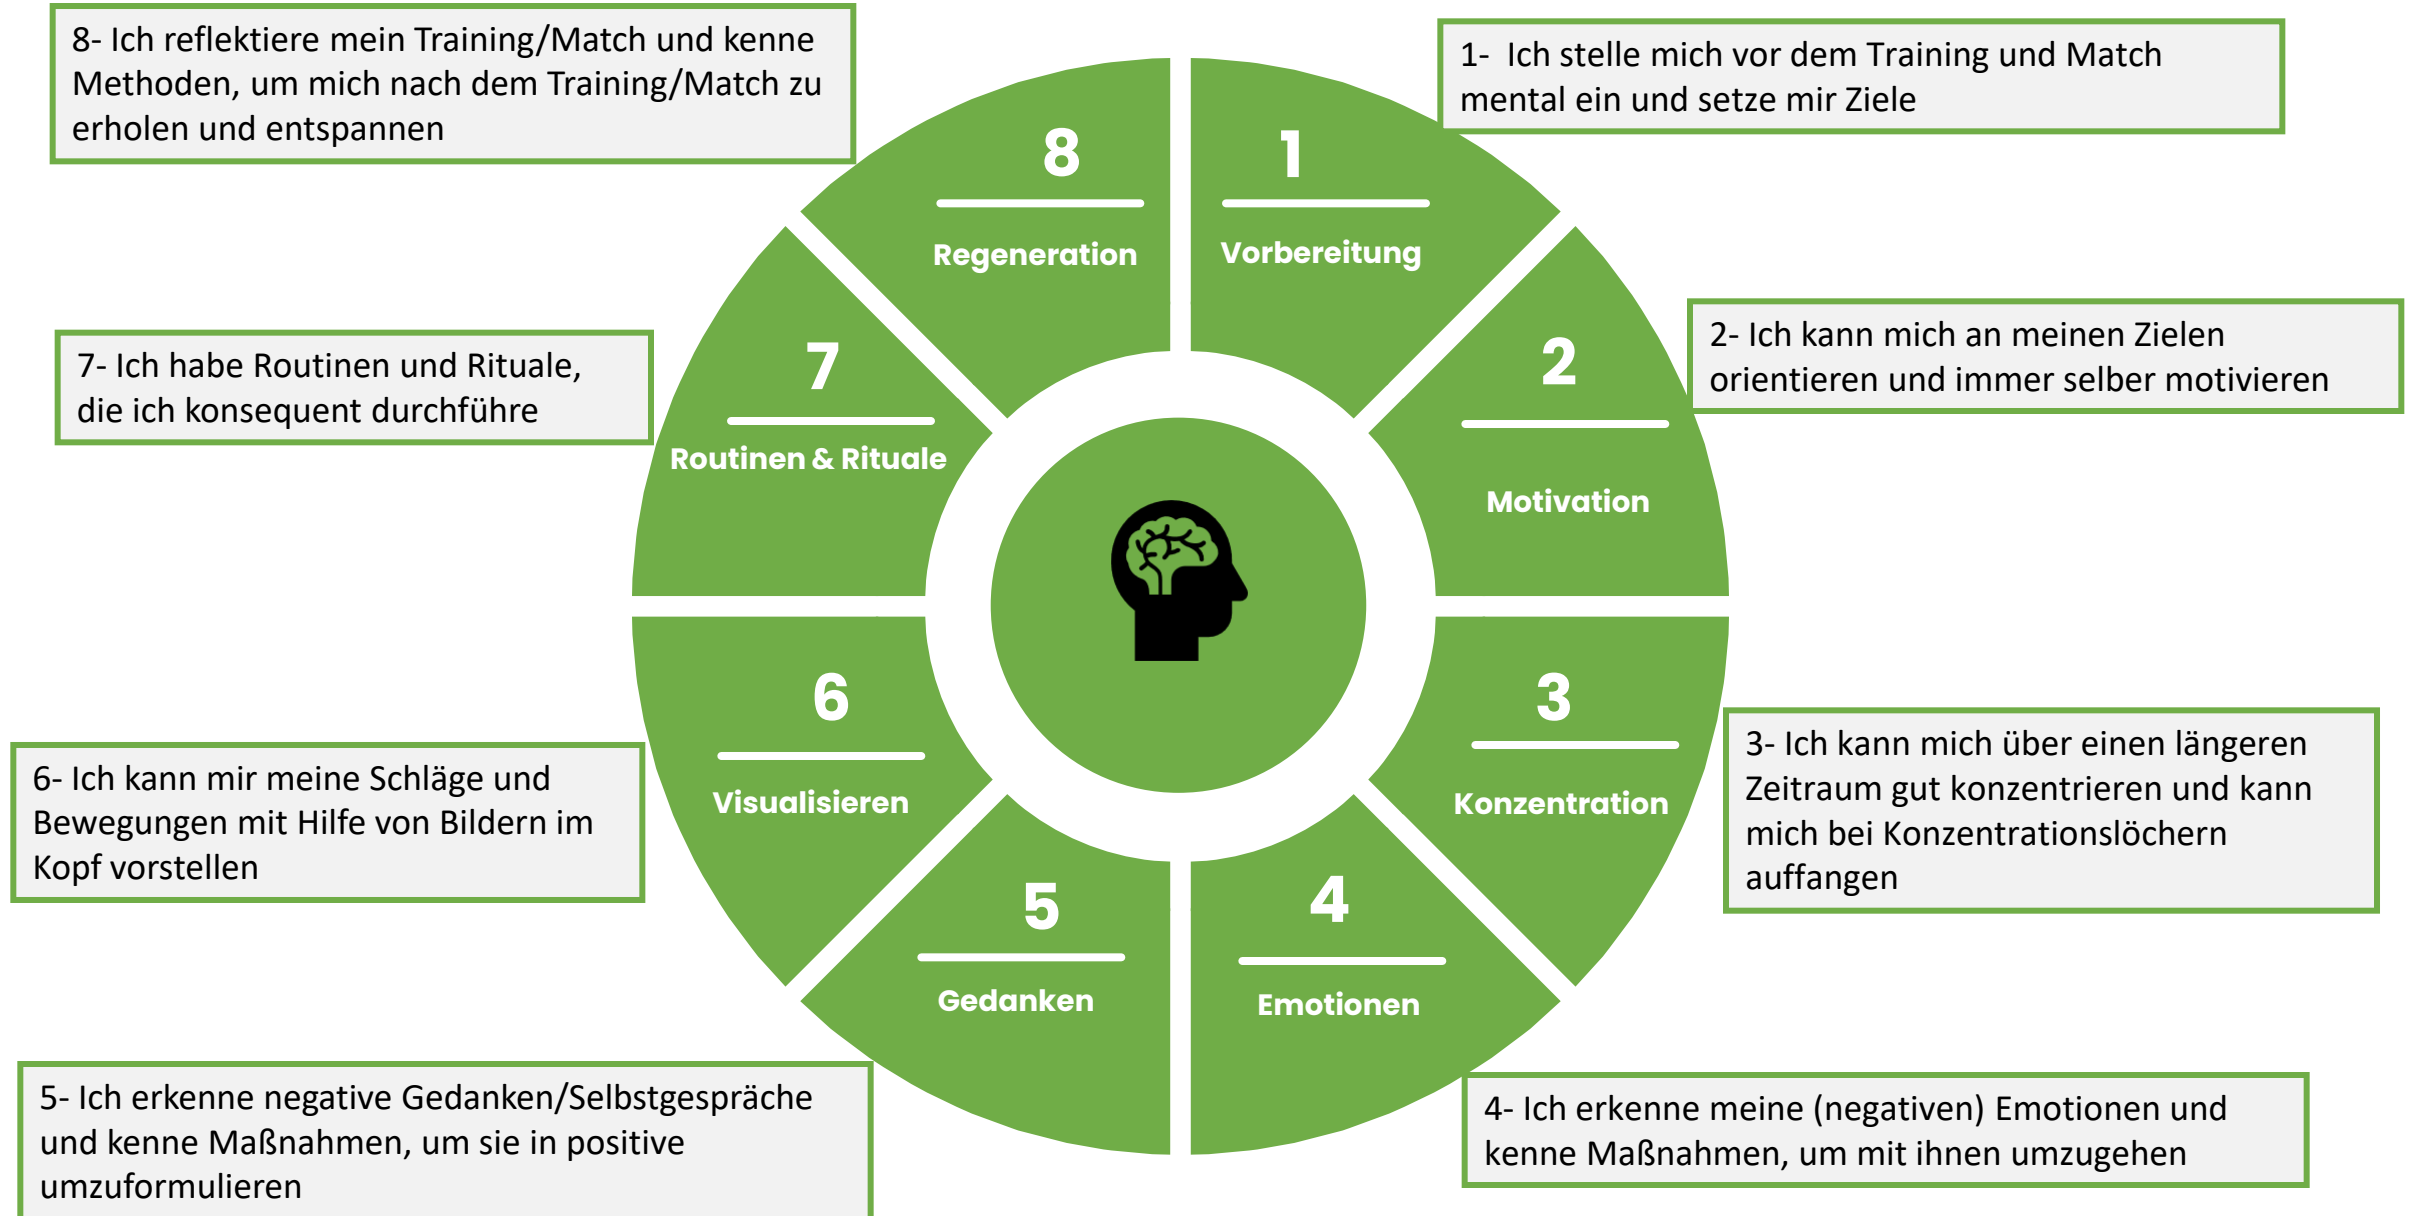 8- Ich reflektiere mein Training/Match und kenne
Methoden, um mich nach dem Training/Match zu
erholen und entspannen
1-  Ich stelle mich vor dem Training und Match
mental ein und setze mir Ziele
8
Regeneration
1
Vorbereitung
7- Ich habe Routinen und Rituale,
die ich konsequent durchführe
7
Routinen & Rituale
2
Motivation
2- Ich kann mich an meinen Zielen
orientieren und immer selber motivieren
6- Ich kann mir meine Schläge und
Bewegungen mit Hilfe von Bildern im
Kopf vorstellen
6
Visualisieren
3
Konzentration
3- Ich kann mich über einen längeren
Zeitraum gut konzentrieren und kann
mich bei Konzentrationslöchern
auffangen
5
Gedanken
4
Emotionen
5- Ich erkenne negative Gedanken/Selbstgespräche
und kenne Maßnahmen, um sie in positive
umzuformulieren
4- Ich erkenne meine (negativen) Emotionen und
kenne Maßnahmen, um mit ihnen umzugehen